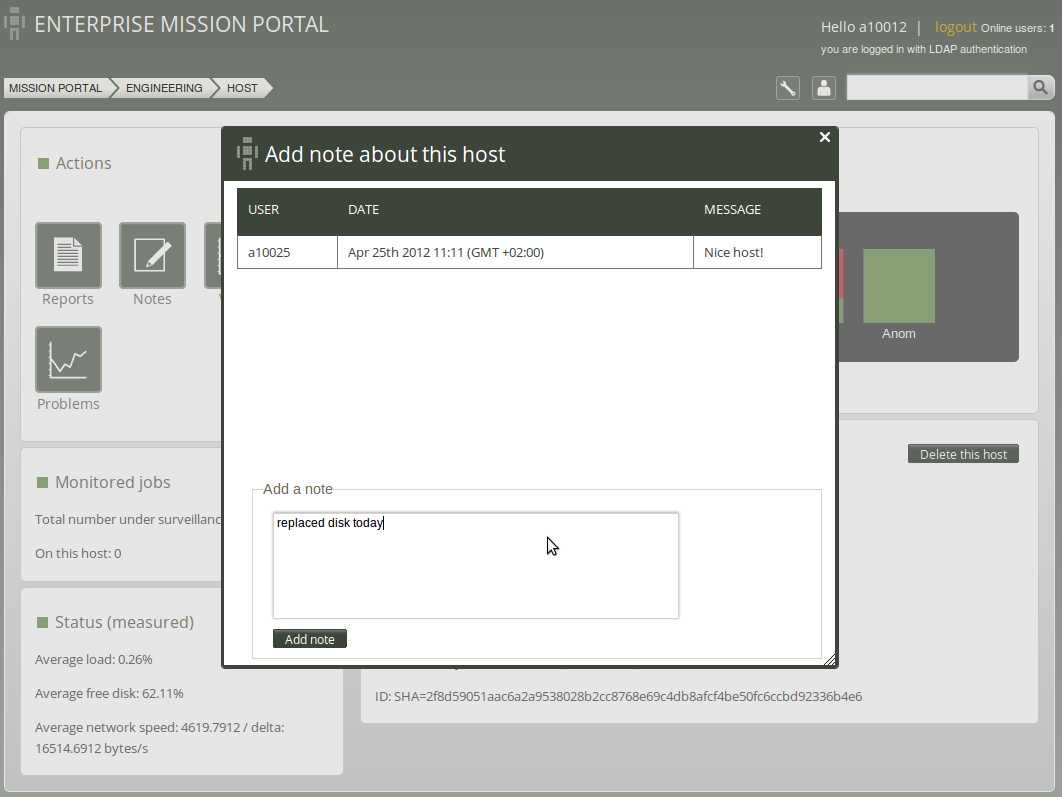 ENTERPRISE MISSION PORTAL
Hello a10012 | logout Online users: 1
you are logged in with LDAP authentication
MISSION PORTAL ENGINEERING HOST
Actions
Reports Notes
Problems
Add note about this host
USER DATE MESSAGE
a10025 Apr 25th 2012 11:11 (GMT +02:00) Nice host!
Add a note
replaced disk today
Add note
Anom
Delete this host
Monitored jobs
Total number under surveillanc
On this host: 0
Status (measured)
Average load: 0.26%
Average free disk: 62.11%
Average network speed: 4619.7912 / delta:
16514.6912 bytes/s
ID: SHA=2f8d59051aac6a2a9538028b2cc8768e69c4db8afcf4be50fc6ccbd92336b4e6